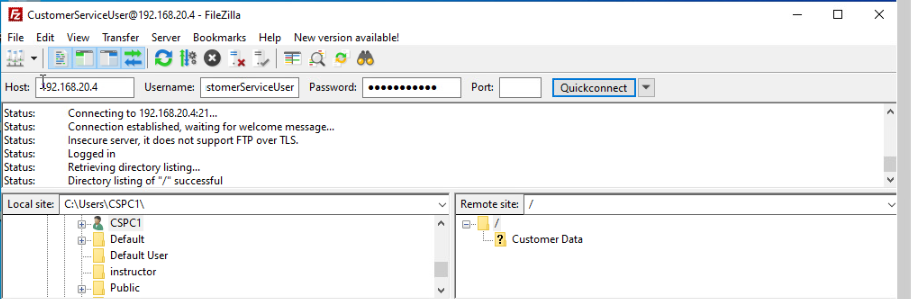 CustomerServiceUser@192.168.20.4 - FileZilla
File Edit View Transfer Server Bookmarks Help New version available!
Host: 192.168.20.4 Username: stomerServiceUser Password: ●●●●●●●●●●● Port: Quickconnect
Status: Connecting to 192.168.20.4:21...
Status: Connection established, waiting for welcome message...
Status: Insecure server, it does not support FTP over TLS.
Status: Logged in
Status: Retrieving directory listing...
Status: Directory listing of "/" successful
Local site: C:\Users\CSPC1\
CSPC1
Default
Default User
instructor
Public
Remote site: /
/
? Customer Data